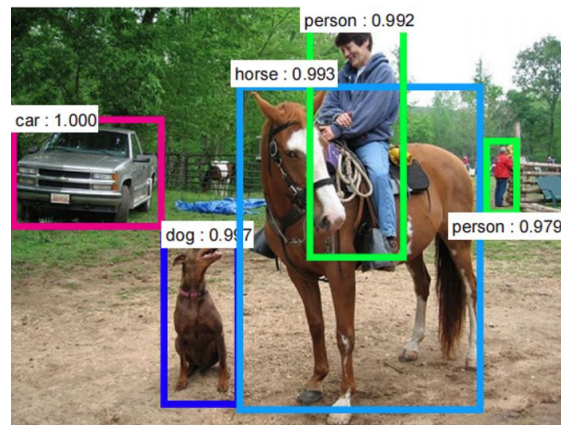 person : 0.992
horse : 0.993
car : 1.000
dog : 0.997
person : 0.979